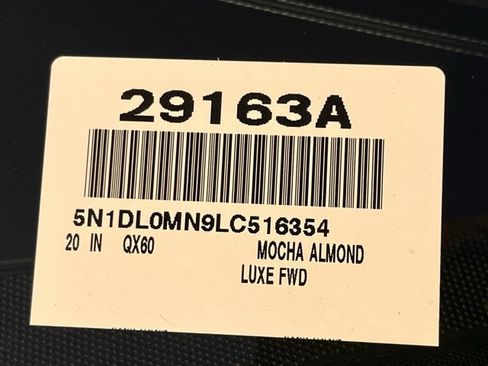 29163A
5N1DL0MN9LC516354
20 IN QX60 MOCHA ALMOND
LUXE FWD